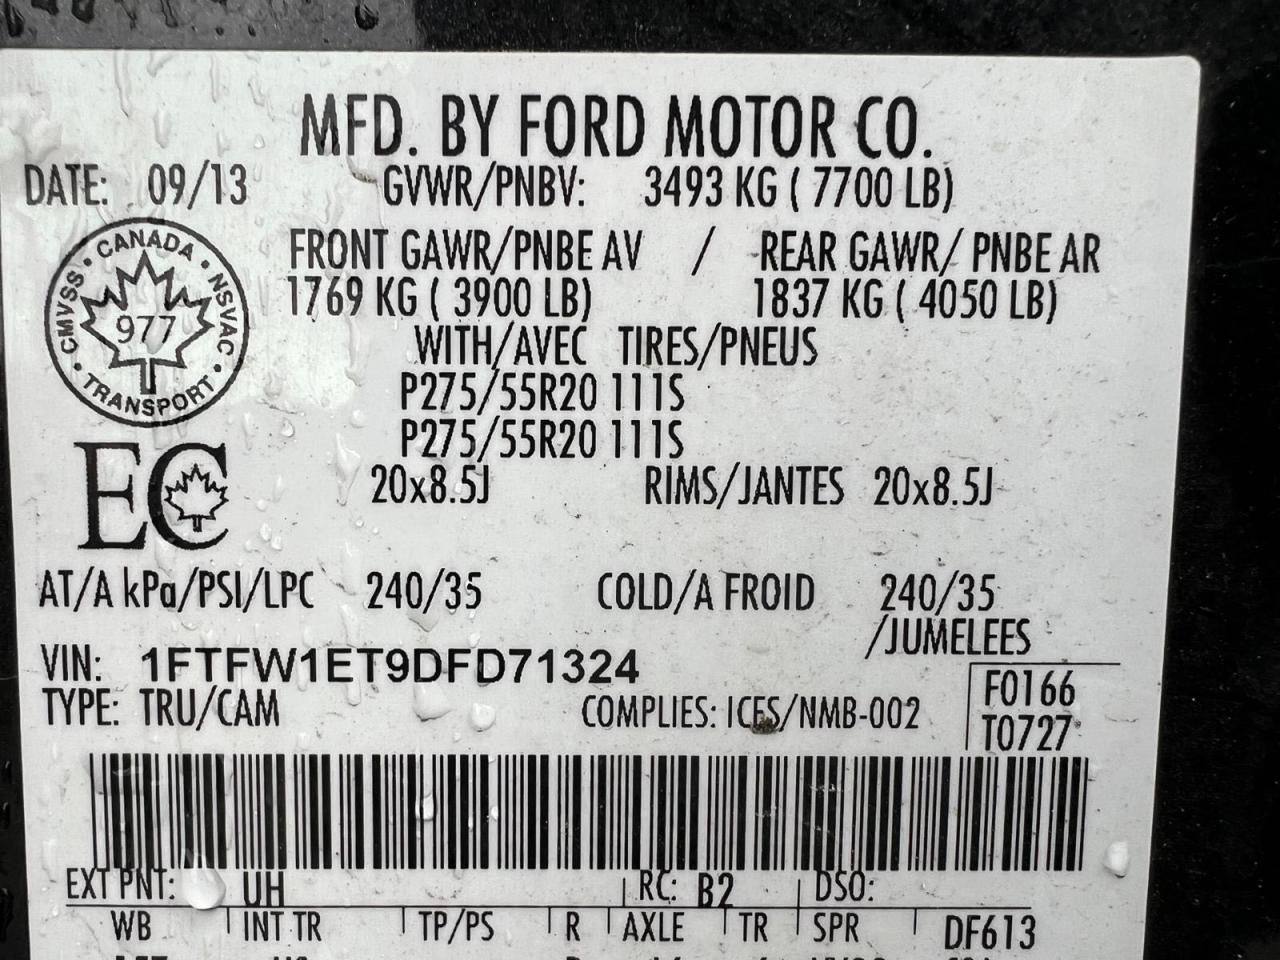 MFD. BY FORD MOTOR CO.
DATE: 09/13 GVWR/PNBV: 3493 KG ( 7700 LB)
FRONT GAWR/PNBE AV / REAR GAWR/ PNBE AR
1769 KG ( 3900 LB) 1837 KG ( 4050 LB)
WITH/AVEC TIRES/PNEUS
P275/55R20 111S
P275/55R20 111S
20x8.5J RIMS/JANTES 20x8.5J
CANADA
CMVSS • NSVAC
977
TRANSPORT
EC
AT/A kPa/PSI/LPC 240/35 COLD/A FROID 240/35
/JUMELEES
VIN: 1FTFW1ET9DFD71324
TYPE: TRU/CAM COMPLIES: ICES/NMB-002
F0166
T0727
EXT PNT: UH RC: B2 DSO:
WB INT TR TP/PS R AXLE TR SPR DF613